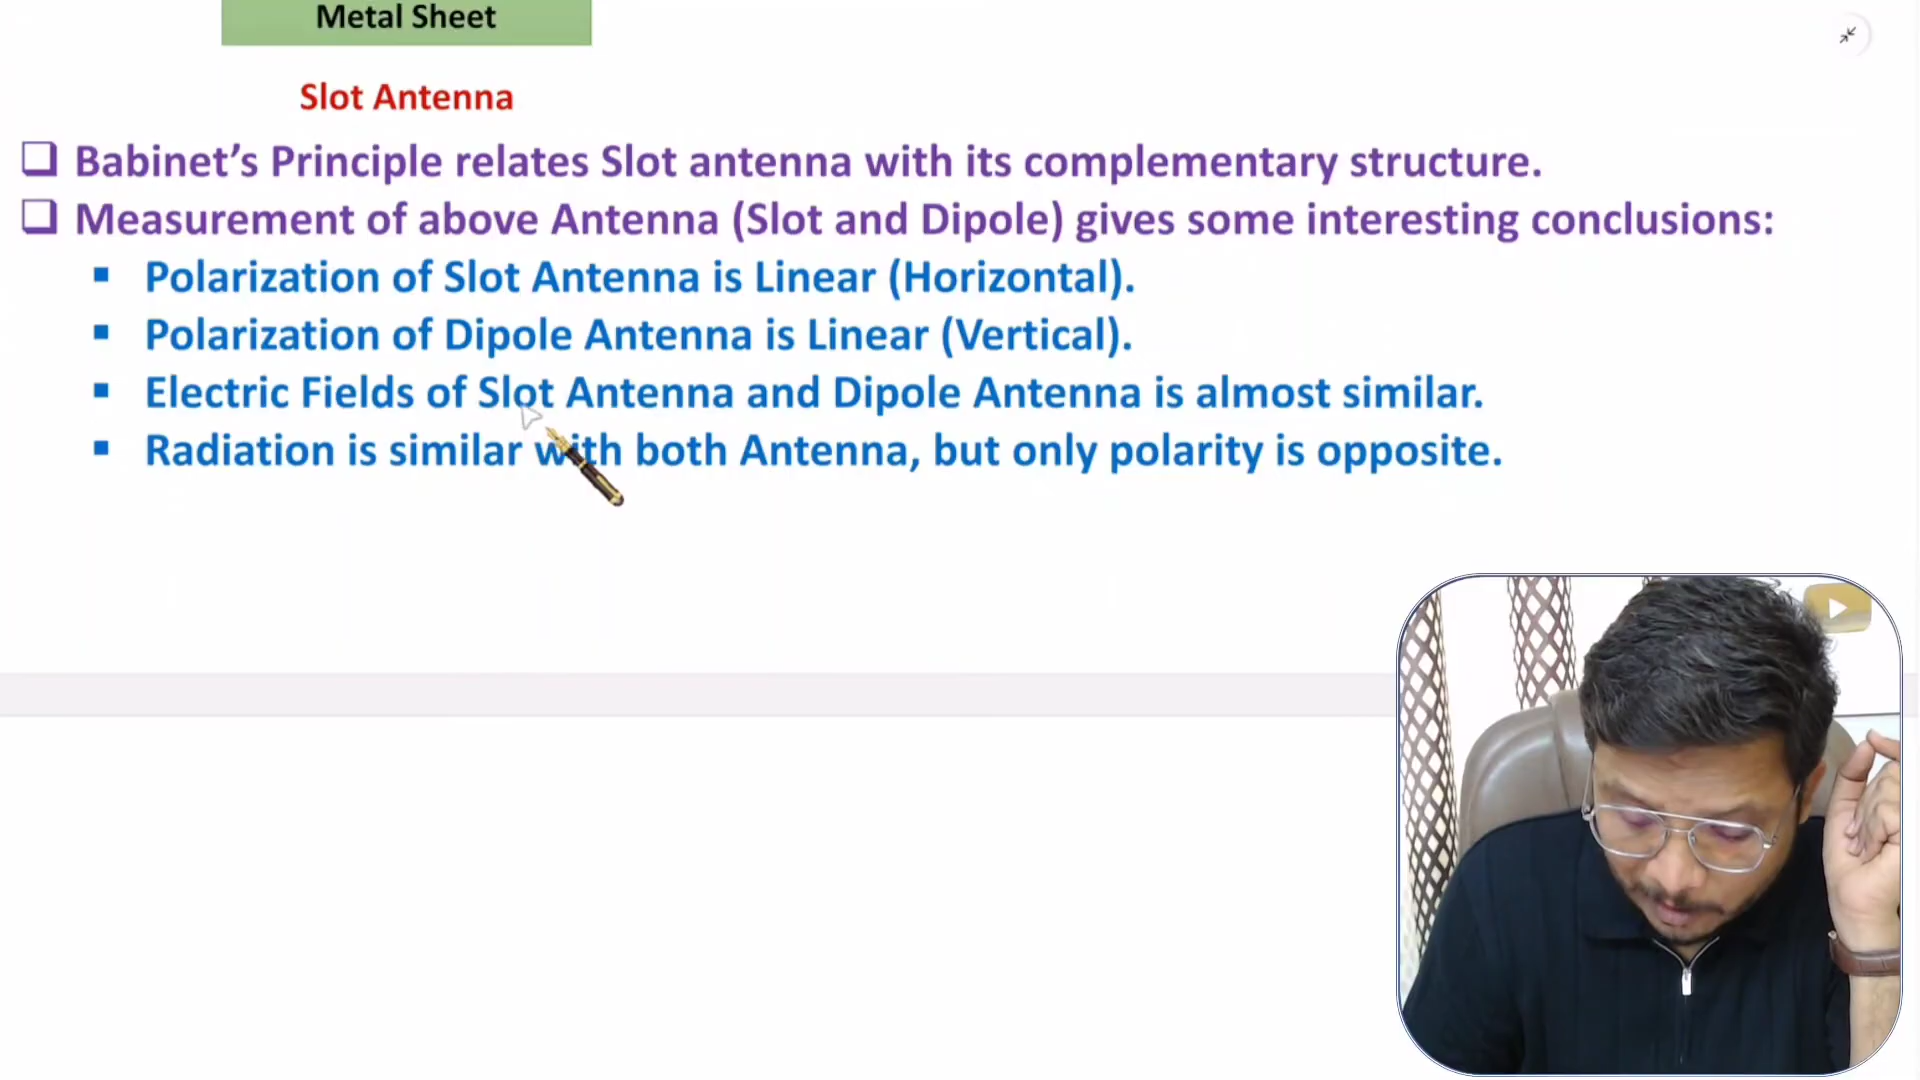 Metal Sheet
Slot Antenna
Babinet’s Principle relates Slot antenna with its complementary structure.
Measurement of above Antenna (Slot and Dipole) gives some interesting conclusions:
Polarization of Slot Antenna is Linear (Horizontal).
Polarization of Dipole Antenna is Linear (Vertical).
Electric Fields of Slot Antenna and Dipole Antenna is almost similar.
Radiation is similar with both Antenna, but only polarity is opposite.